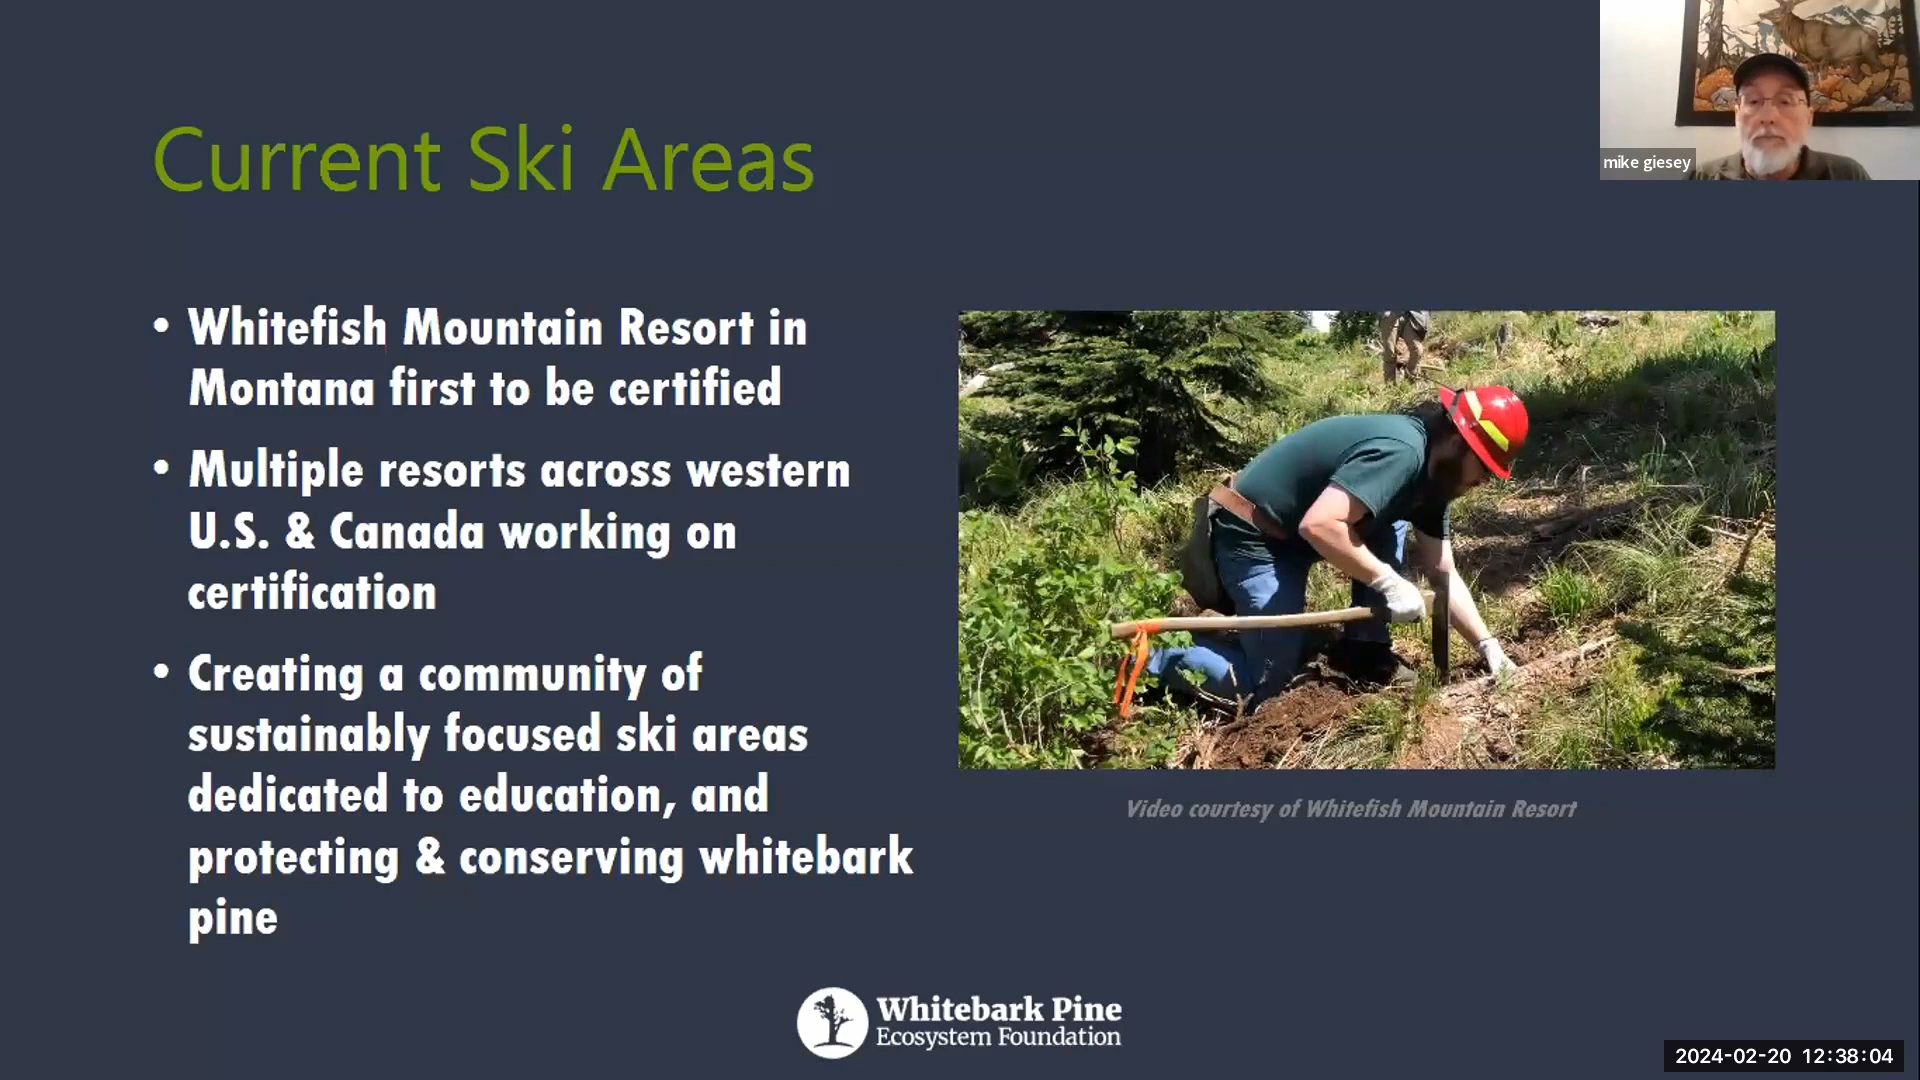 Current Ski Areas
mike giesey
• Whitefish Mountain Resort in
Montana first to be certified
• Multiple resorts across western
U.S. & Canada working on
certification
• Creating a community of
sustainably focused ski areas
dedicated to education, and
protecting & conserving whitebark
pine
Video courtesy of Whitefish Mountain Resort
Whitebark Pine
Ecosystem Foundation
2024-02-20 12:38:04